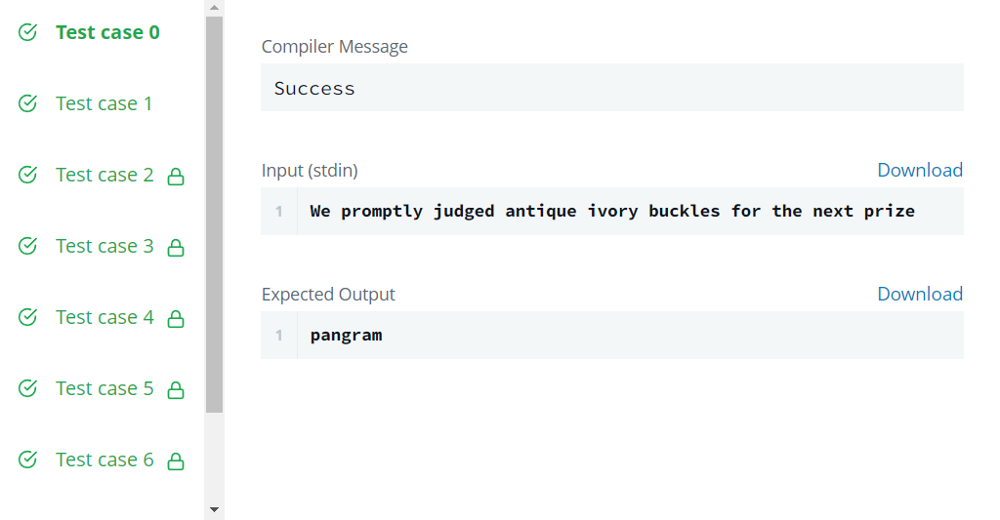 Test case 0
Test case 1
Test case 2
Test case 3
Test case 4
Test case 5
Test case 6
Compiler Message
Success
Input (stdin) Download
1 We promptly judged antique ivory buckles for the next prize
Expected Output Download
1 pangram